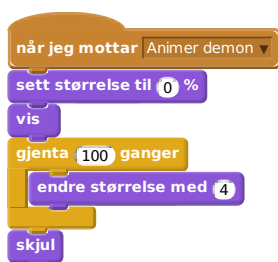 når jeg mottar Animer demon
sett størrelse til 0 %
vis
gjenta 100 ganger
endre størrelse med 4
skjul